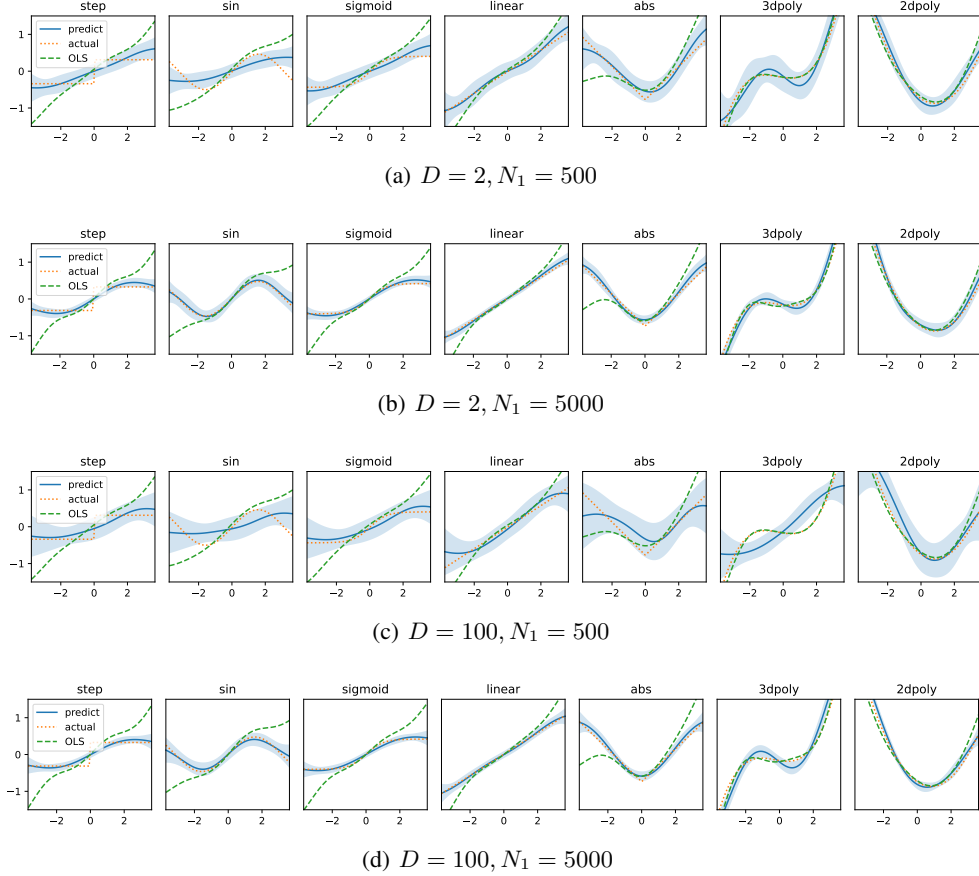 step sin sigmoid linear abs 3dpoly 2dpoly
predict
actual
OLS
1
0
−1
−2 0 2 −2 0 2 −2 0 2 −2 0 2 −2 0 2 −2 0 2 −2 0 2
(a) D = 2, N₁ = 500
step sin sigmoid linear abs 3dpoly 2dpoly
predict
actual
OLS
1
0
−1
−2 0 2 −2 0 2 −2 0 2 −2 0 2 −2 0 2 −2 0 2 −2 0 2
(b) D = 2, N₁ = 5000
step sin sigmoid linear abs 3dpoly 2dpoly
predict
actual
OLS
1
0
−1
−2 0 2 −2 0 2 −2 0 2 −2 0 2 −2 0 2 −2 0 2 −2 0 2
(c) D = 100, N₁ = 500
step sin sigmoid linear abs 3dpoly 2dpoly
predict
actual
OLS
1
0
−1
−2 0 2 −2 0 2 −2 0 2 −2 0 2 −2 0 2 −2 0 2 −2 0 2
(d) D = 100, N₁ = 5000